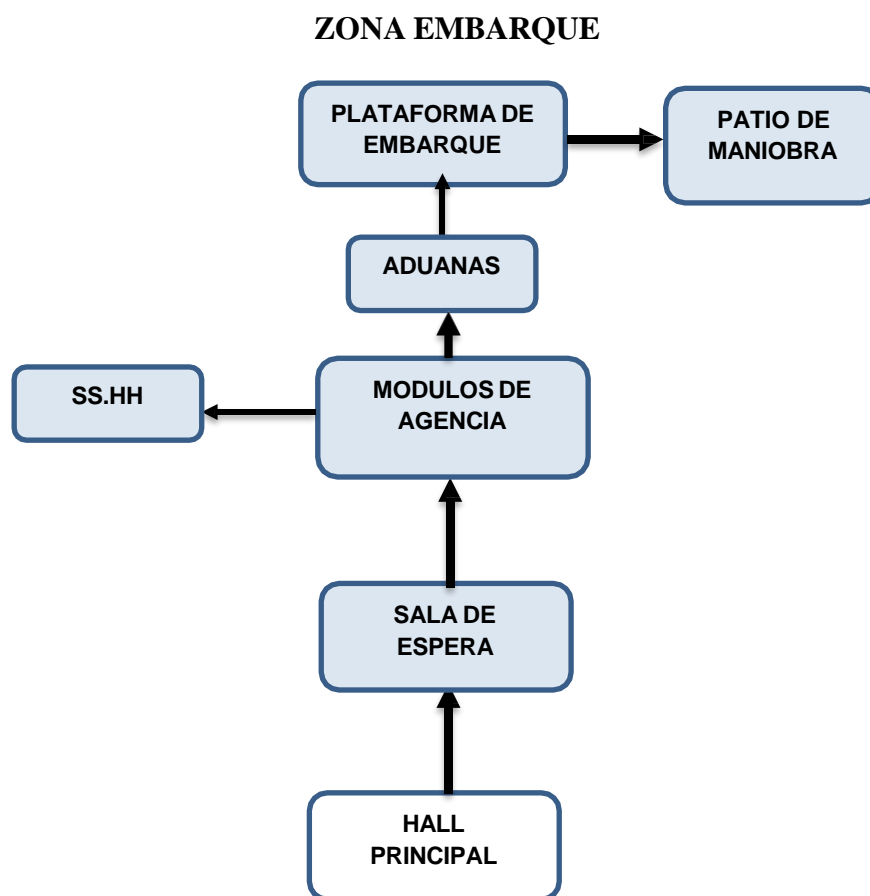 ZONA EMBARQUE
PLATAFORMA DE
EMBARQUE
PATIO DE
MANIOBRA
ADUANAS
SS.HH
MODULOS DE
AGENCIA
SALA DE
ESPERA
HALL
PRINCIPAL